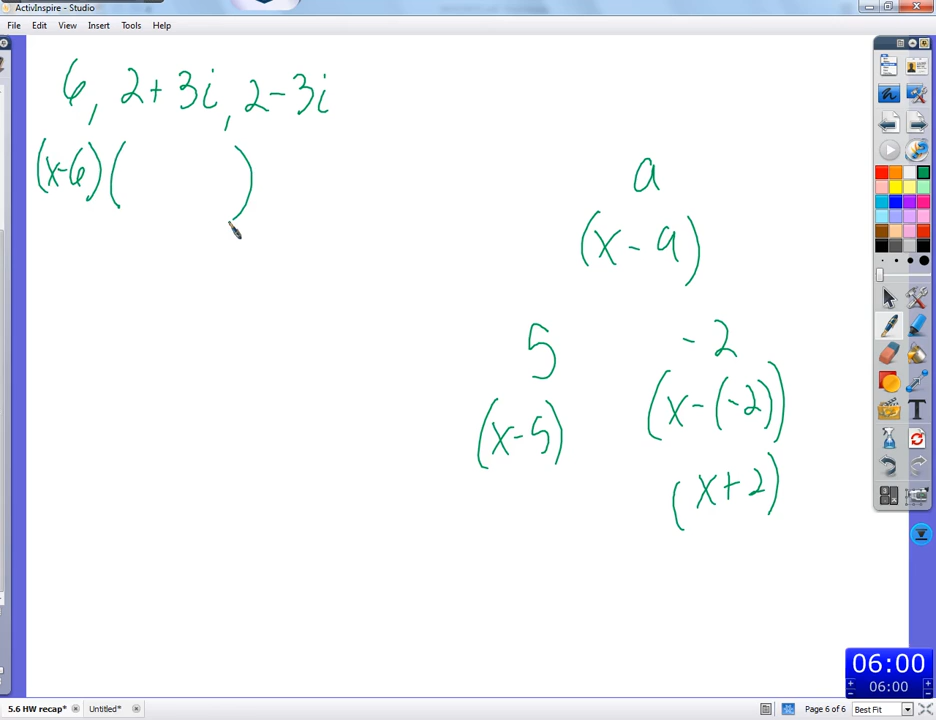 ActivInspire - Studio
File Edit View Insert Tools Help
6, 2+3i, 2-3i
(x-6)(        )
a
(x-a)
5
-2
(x-5)
(x-(-2))
(x+2)
06:00
06:00
5.6 HW recap* Untitled* Page 6 of 6 Best Fit